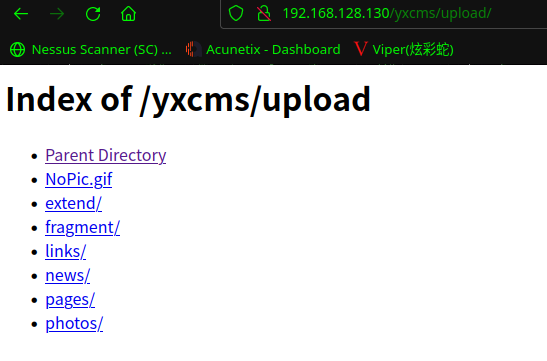 192.168.128.130/yxcms/upload/
Nessus Scanner (SC) ... Acunetix - Dashboard Viper(炫彩蛇)
Index of /yxcms/upload
Parent Directory
NoPic.gif
extend/
fragment/
links/
news/
pages/
photos/